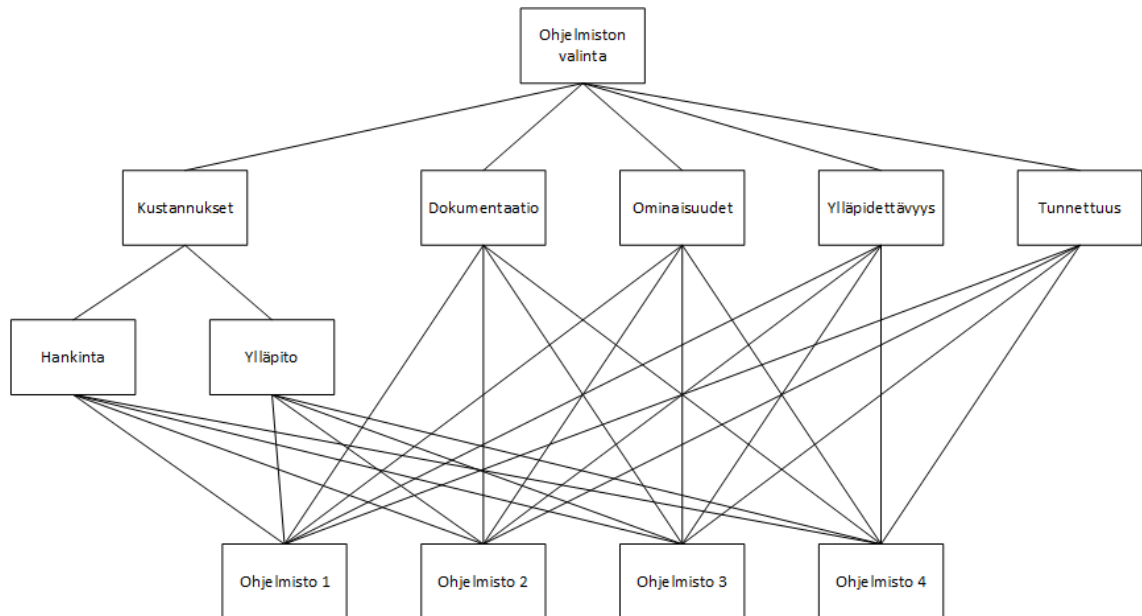 Ohjelmiston
valinta
Kustannukset
Dokumentaatio
Ominaisuudet
Ylläpidettävyys
Tunnettuus
Hankinta
Ylläpito
Ohjelmisto 1
Ohjelmisto 2
Ohjelmisto 3
Ohjelmisto 4